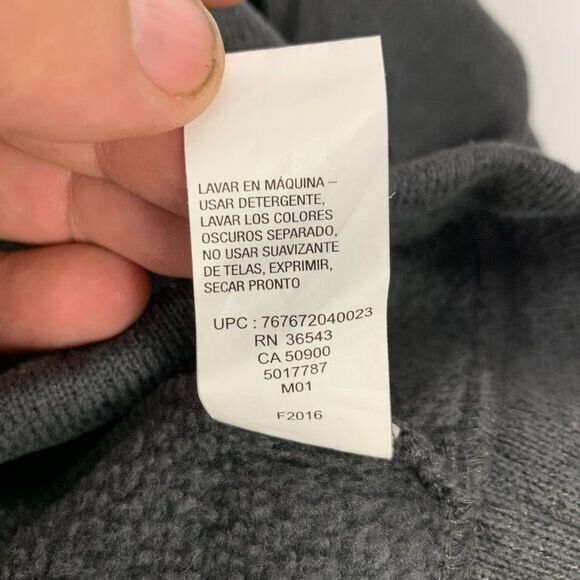 LAVAR EN MÁQUINA –
USAR DETERGENTE,
LAVAR LOS COLORES
OSCUROS SEPARADO,
NO USAR SUAVIZANTE
DE TELAS, EXPRIMIR,
SECAR PRONTO
UPC : 767672040023
RN 36543
CA 50900
5017787
M01
F2016